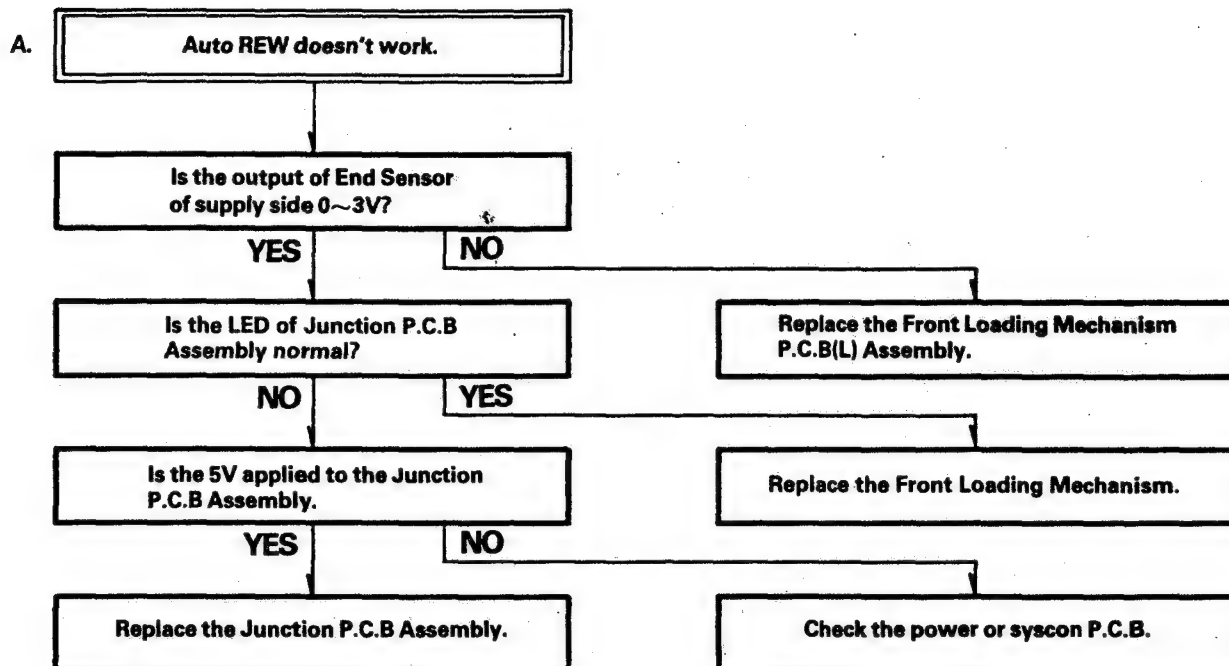 A.
Auto REW doesn't work.
Is the output of End Sensor
of supply side 0~3V?
YES
NO
Is the LED of Junction P.C.B
Assembly normal?
Replace the Front Loading Mechanism
P.C.B(L) Assembly.
NO
YES
Is the 5V applied to the Junction
P.C.B Assembly.
Replace the Front Loading Mechanism.
YES
NO
Replace the Junction P.C.B Assembly.
Check the power or syscon P.C.B.